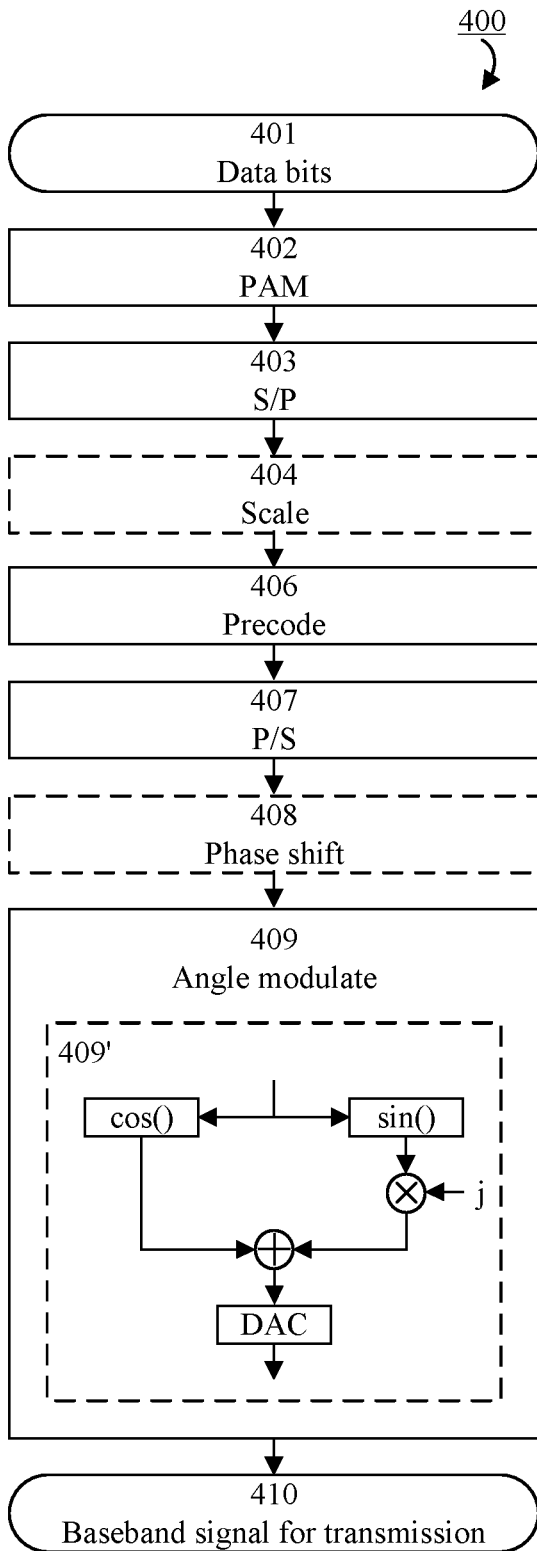 400
401
Data bits
402
PAM
403
S/P
404
Scale
406
Precode
407
P/S
408
Phase shift
409
Angle modulate
409'
cos() sin()
j
DAC
410
Baseband signal for transmission